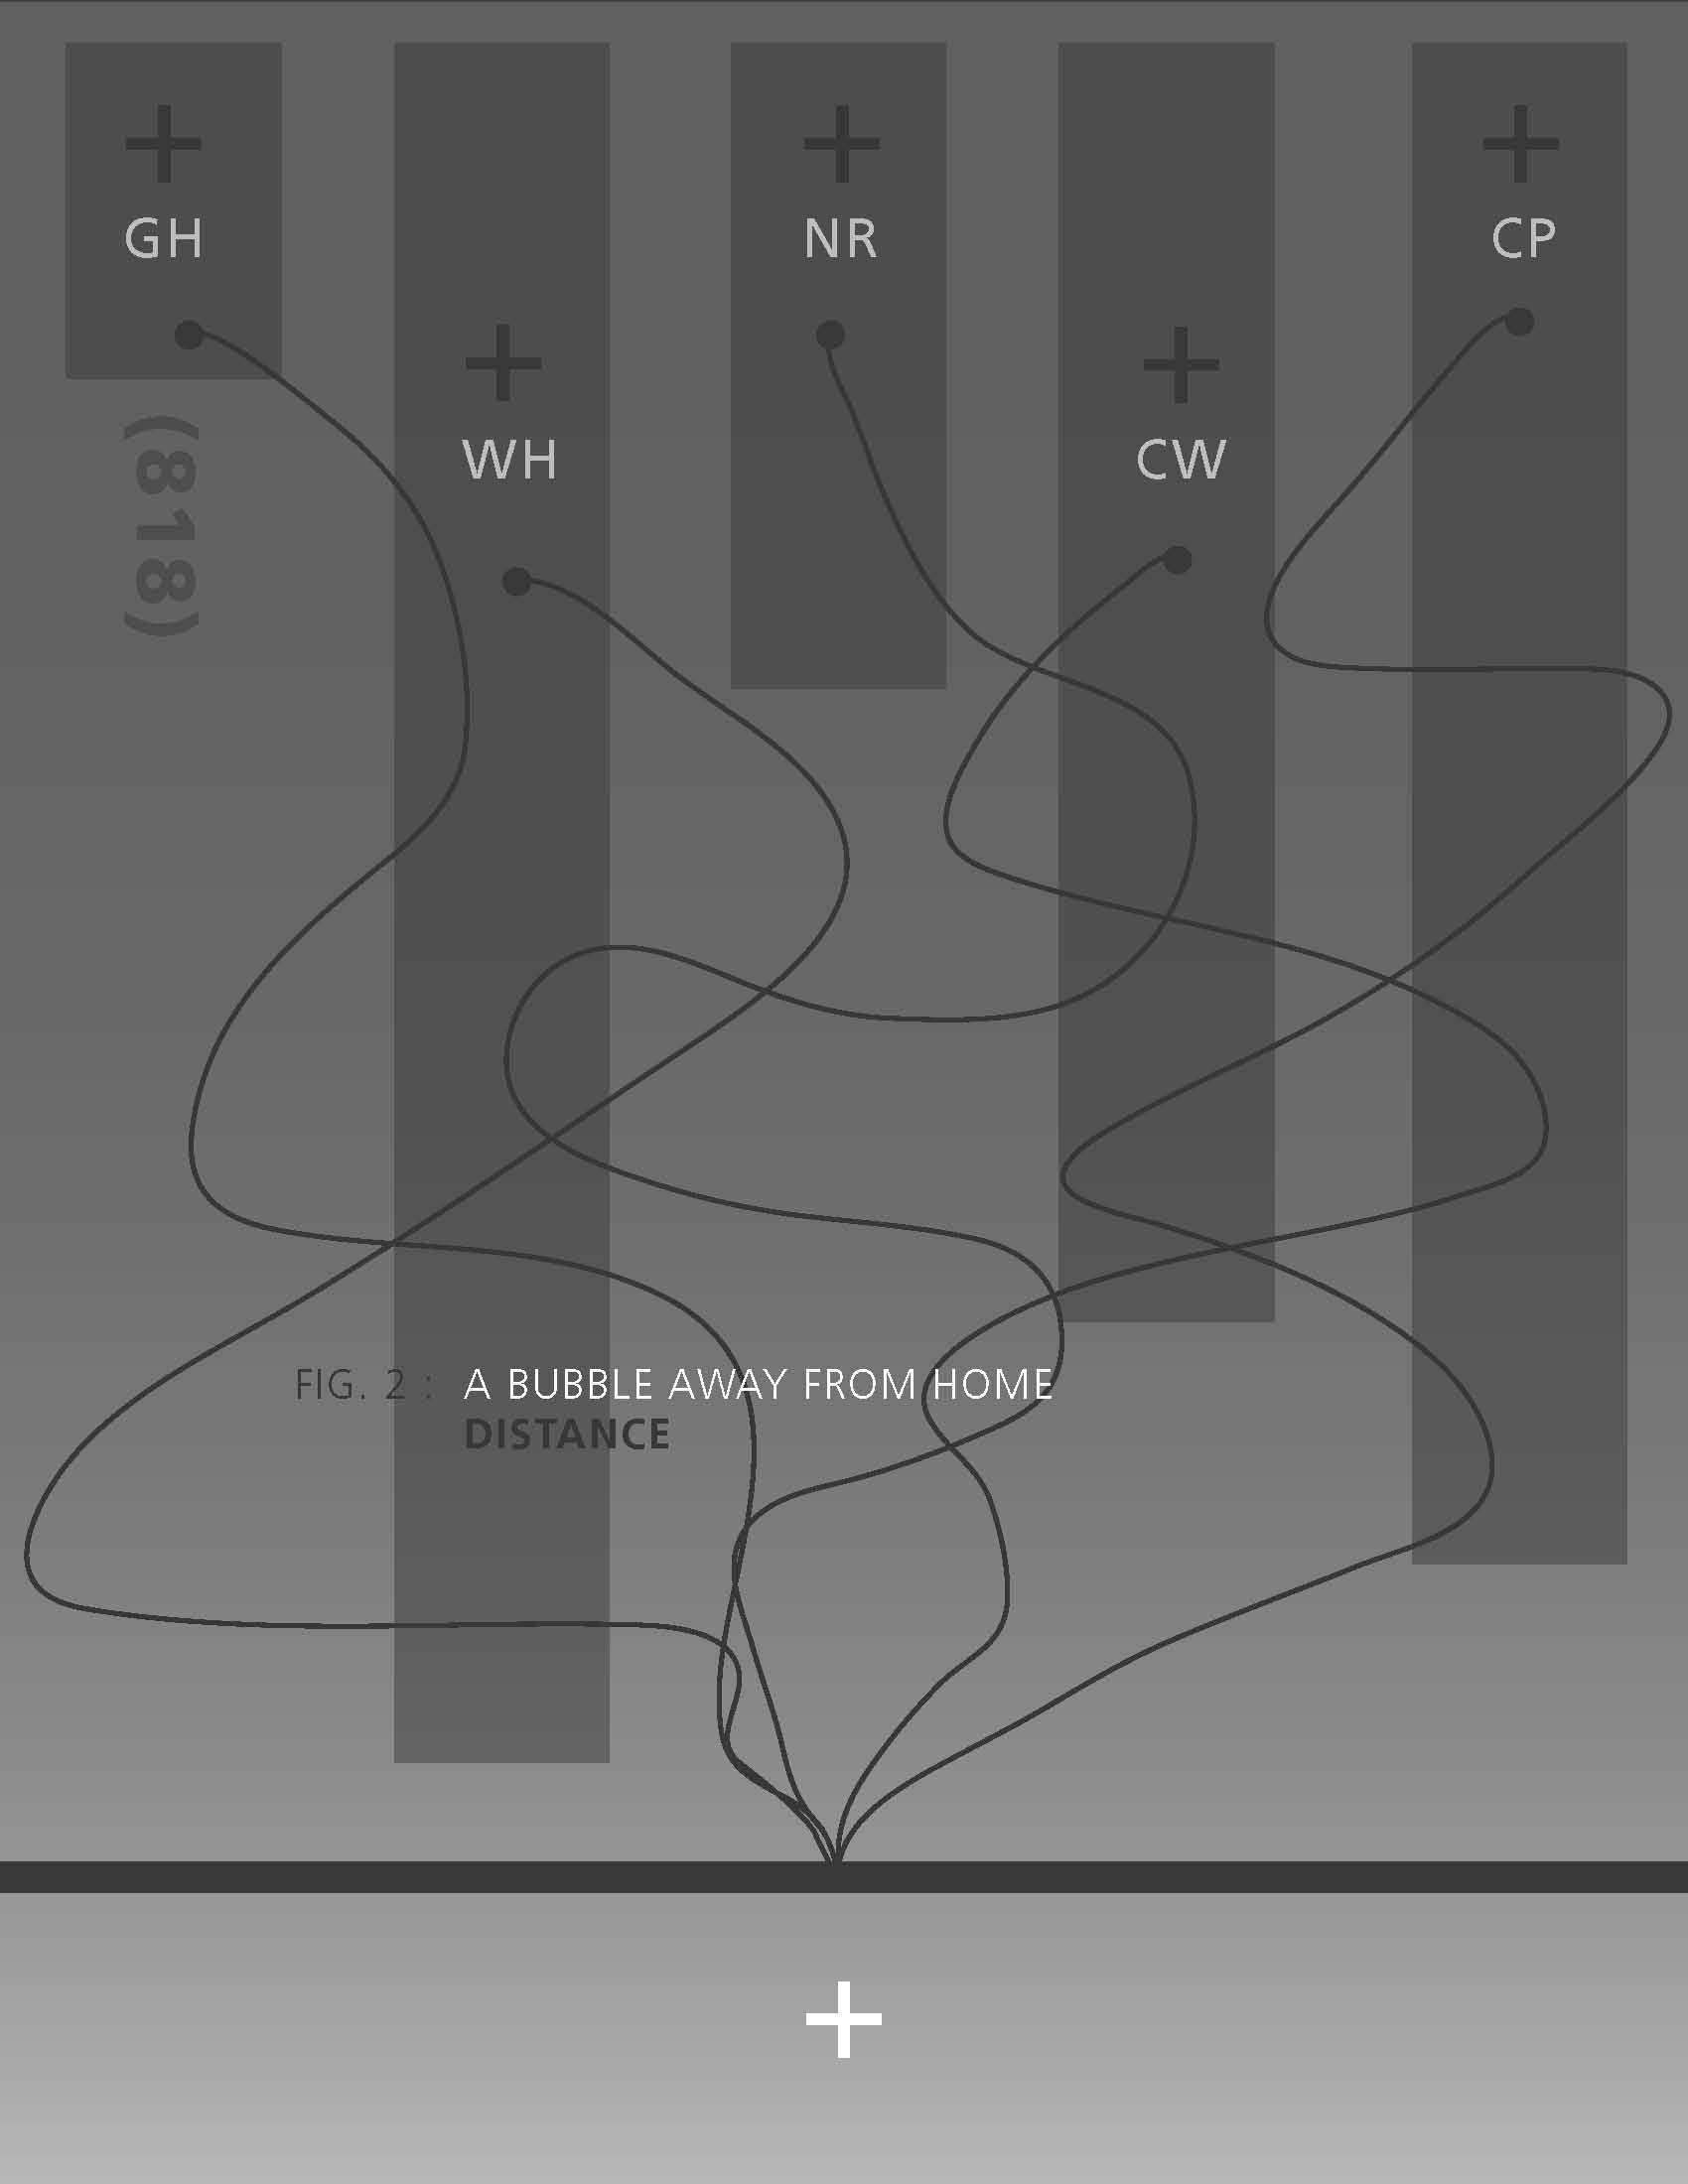 GH
NR
CP
WH
CW
(818)
FIG. 2 : A BUBBLE AWAY FROM HOME
DISTANCE